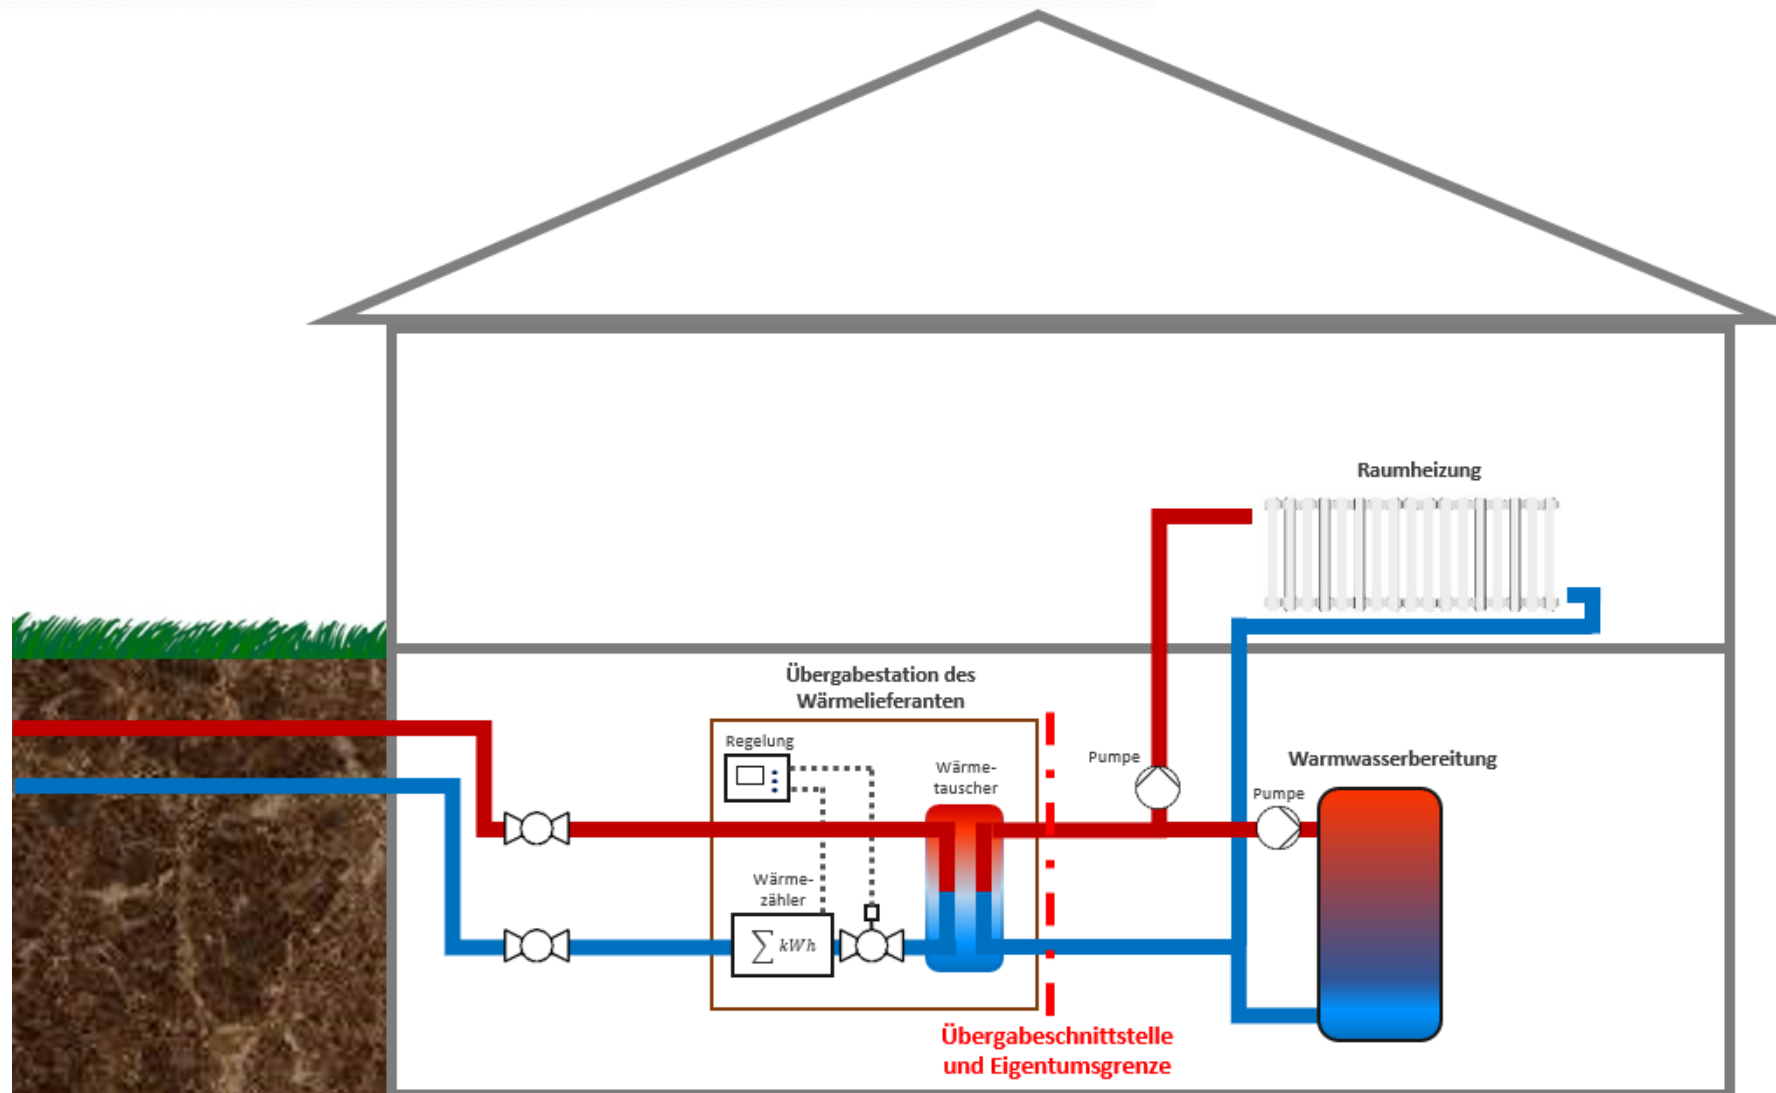 Raumheizung
Übergabestation des
Wärmelieferanten
Regelung
Wärme-
tauscher
Pumpe
Warmwasserbereitung
Pumpe
Wärme-
zähler
∑ kWh
Übergabeschnittstelle
und Eigentumsgrenze